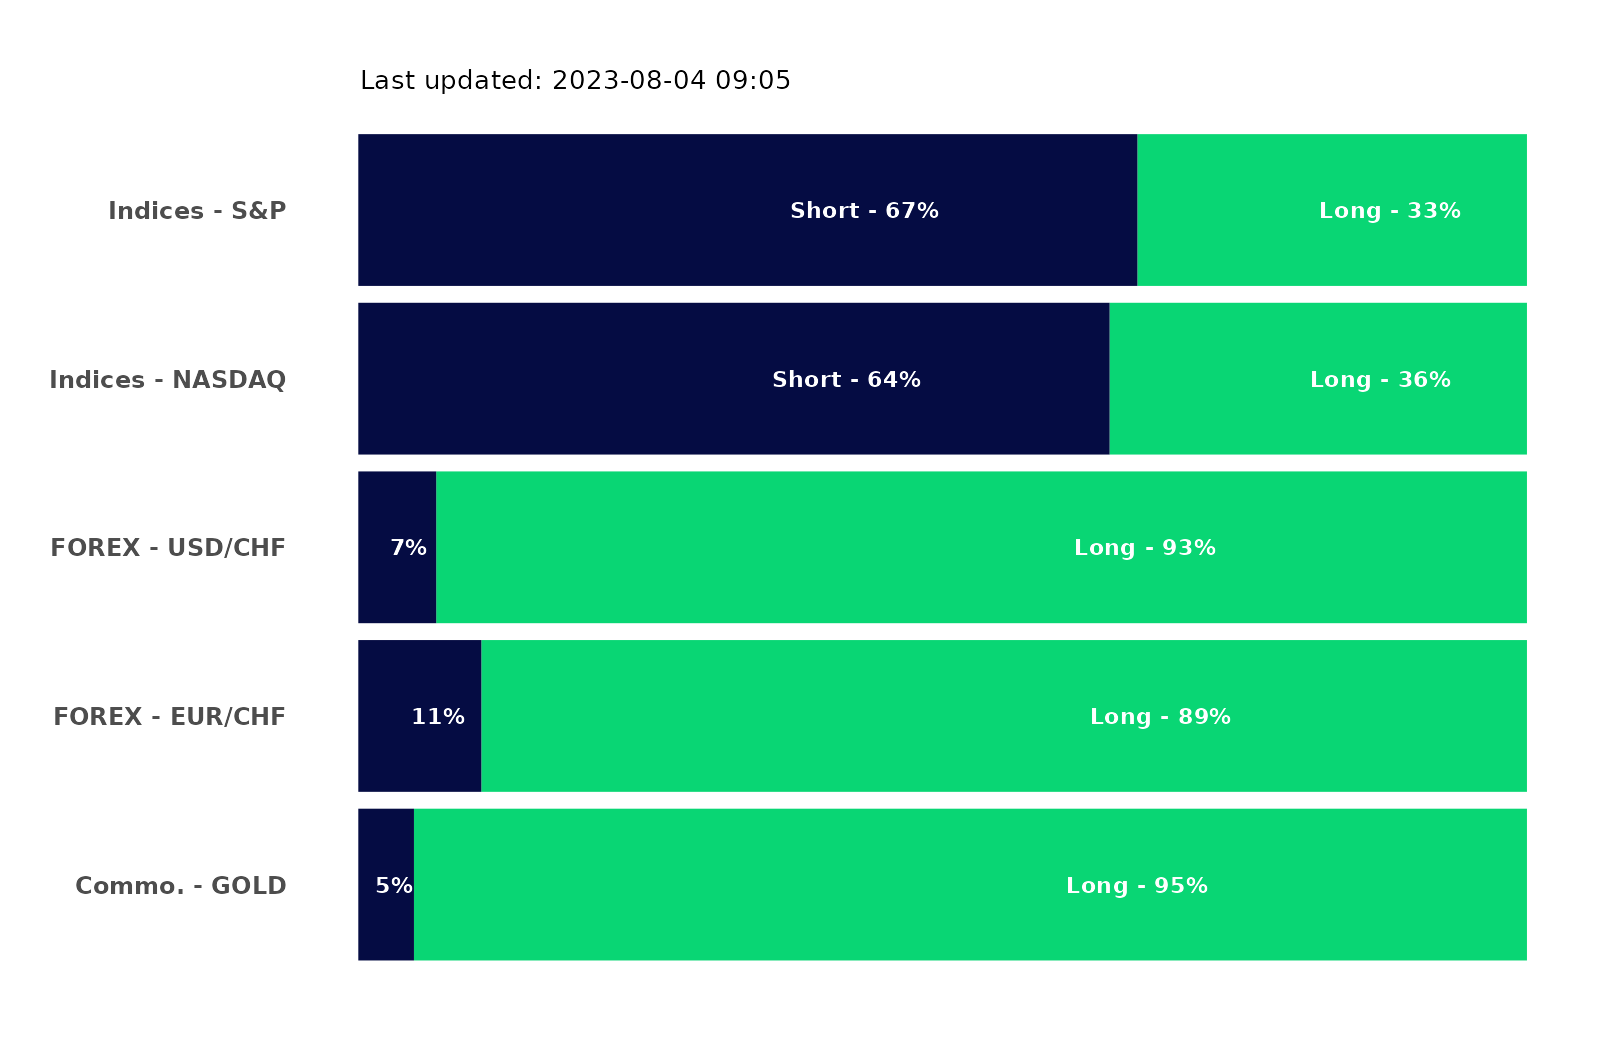 Last updated: 2023-08-04 09:05
Indices - S&P Short - 67% Long - 33%
Indices - NASDAQ Short - 64% Long - 36%
FOREX - USD/CHF 7% Long - 93%
FOREX - EUR/CHF 11% Long - 89%
Commo. - GOLD 5% Long - 95%